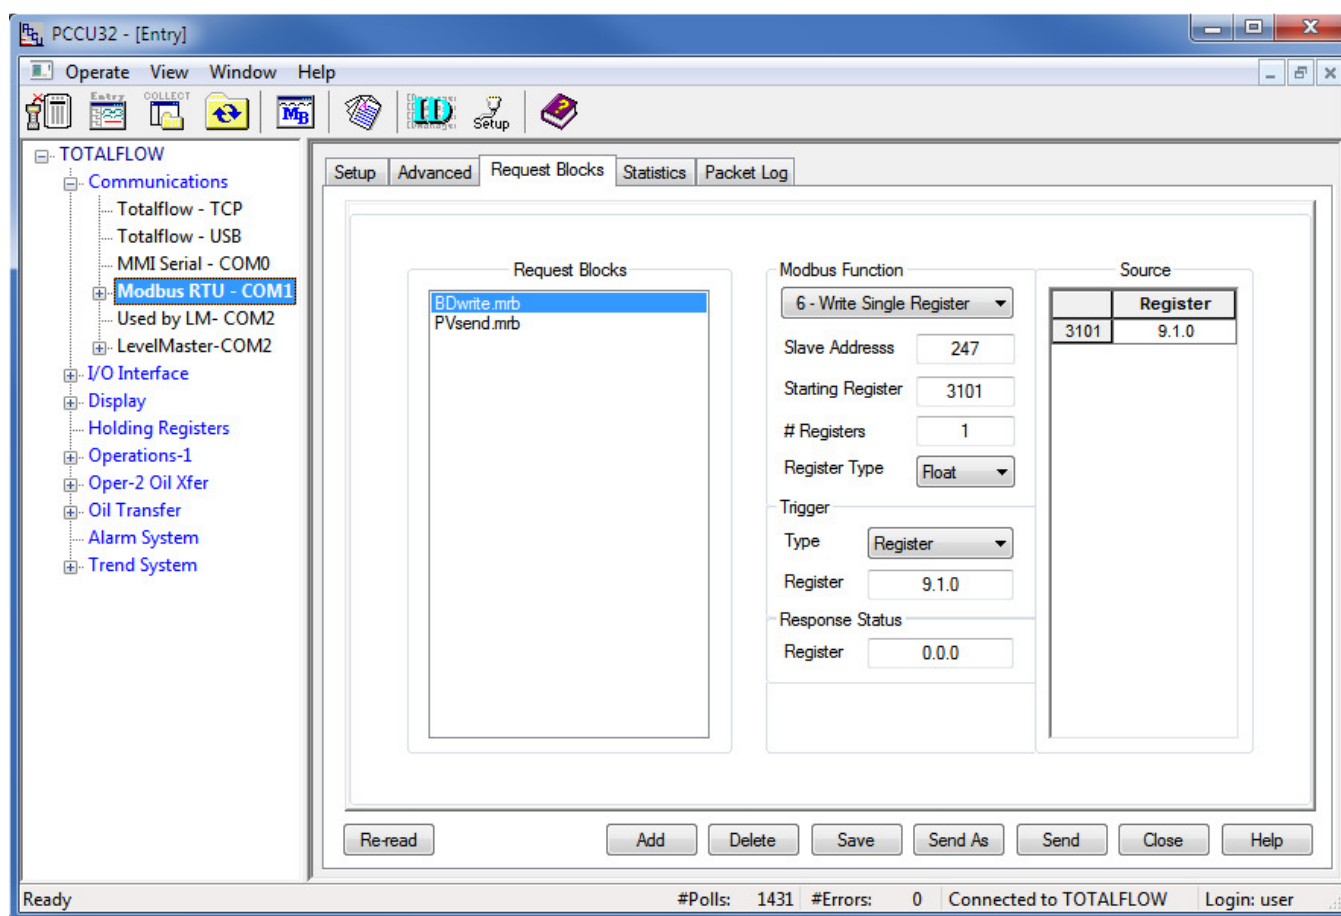 PCCU32 - [Entry]
Operate View Window Help
Entry COLLECT MB ID Setup
TOTALFLOW
Communications
Totalflow - TCP
Totalflow - USB
MMI Serial - COM0
Modbus RTU - COM1
Used by LM- COM2
LevelMaster-COM2
I/O Interface
Display
Holding Registers
Operations-1
Oper-2 Oil Xfer
Oil Transfer
Alarm System
Trend System
Setup Advanced Request Blocks Statistics Packet Log
Request Blocks
BDwrite.mrb
PVsend.mrb
Modbus Function
6 - Write Single Register
Slave Addresss 247
Starting Register 3101
# Registers 1
Register Type Float
Trigger
Type Register
Register 9.1.0
Response Status
Register 0.0.0
Source
Register
3101 9.1.0
Re-read Add Delete Save Send As Send Close Help
Ready #Polls: 1431 #Errors: 0 Connected to TOTALFLOW Login: user